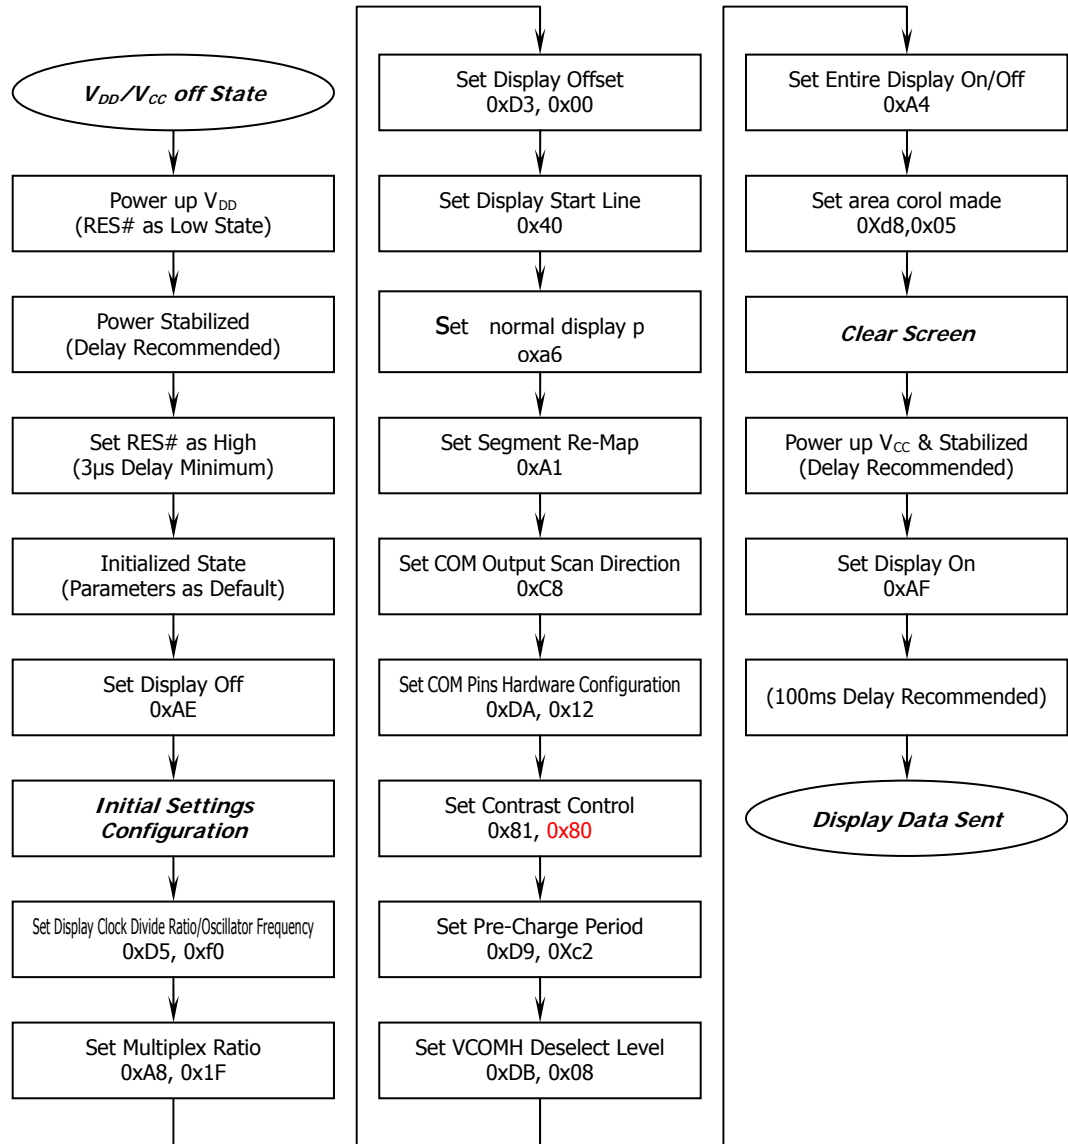 V_DD/V_CC off State
Power up V_DD
(RES# as Low State)
Power Stabilized
(Delay Recommended)
Set RES# as High
(3µs Delay Minimum)
Initialized State
(Parameters as Default)
Set Display Off
0xAE
Initial Settings
Configuration
Set Display Clock Divide Ratio/Oscillator Frequency
0xD5, 0xf0
Set Multiplex Ratio
0xA8, 0x1F
Set Display Offset
0xD3, 0x00
Set Display Start Line
0x40
Set normal display p
oxa6
Set Segment Re-Map
0xA1
Set COM Output Scan Direction
0xC8
Set COM Pins Hardware Configuration
0xDA, 0x12
Set Contrast Control
0x81, 0x80
Set Pre-Charge Period
0xD9, 0Xc2
Set VCOMH Deselect Level
0xDB, 0x08
Set Entire Display On/Off
0xA4
Set area corol made
0Xd8,0x05
Clear Screen
Power up V_CC & Stabilized
(Delay Recommended)
Set Display On
0xAF
(100ms Delay Recommended)
Display Data Sent